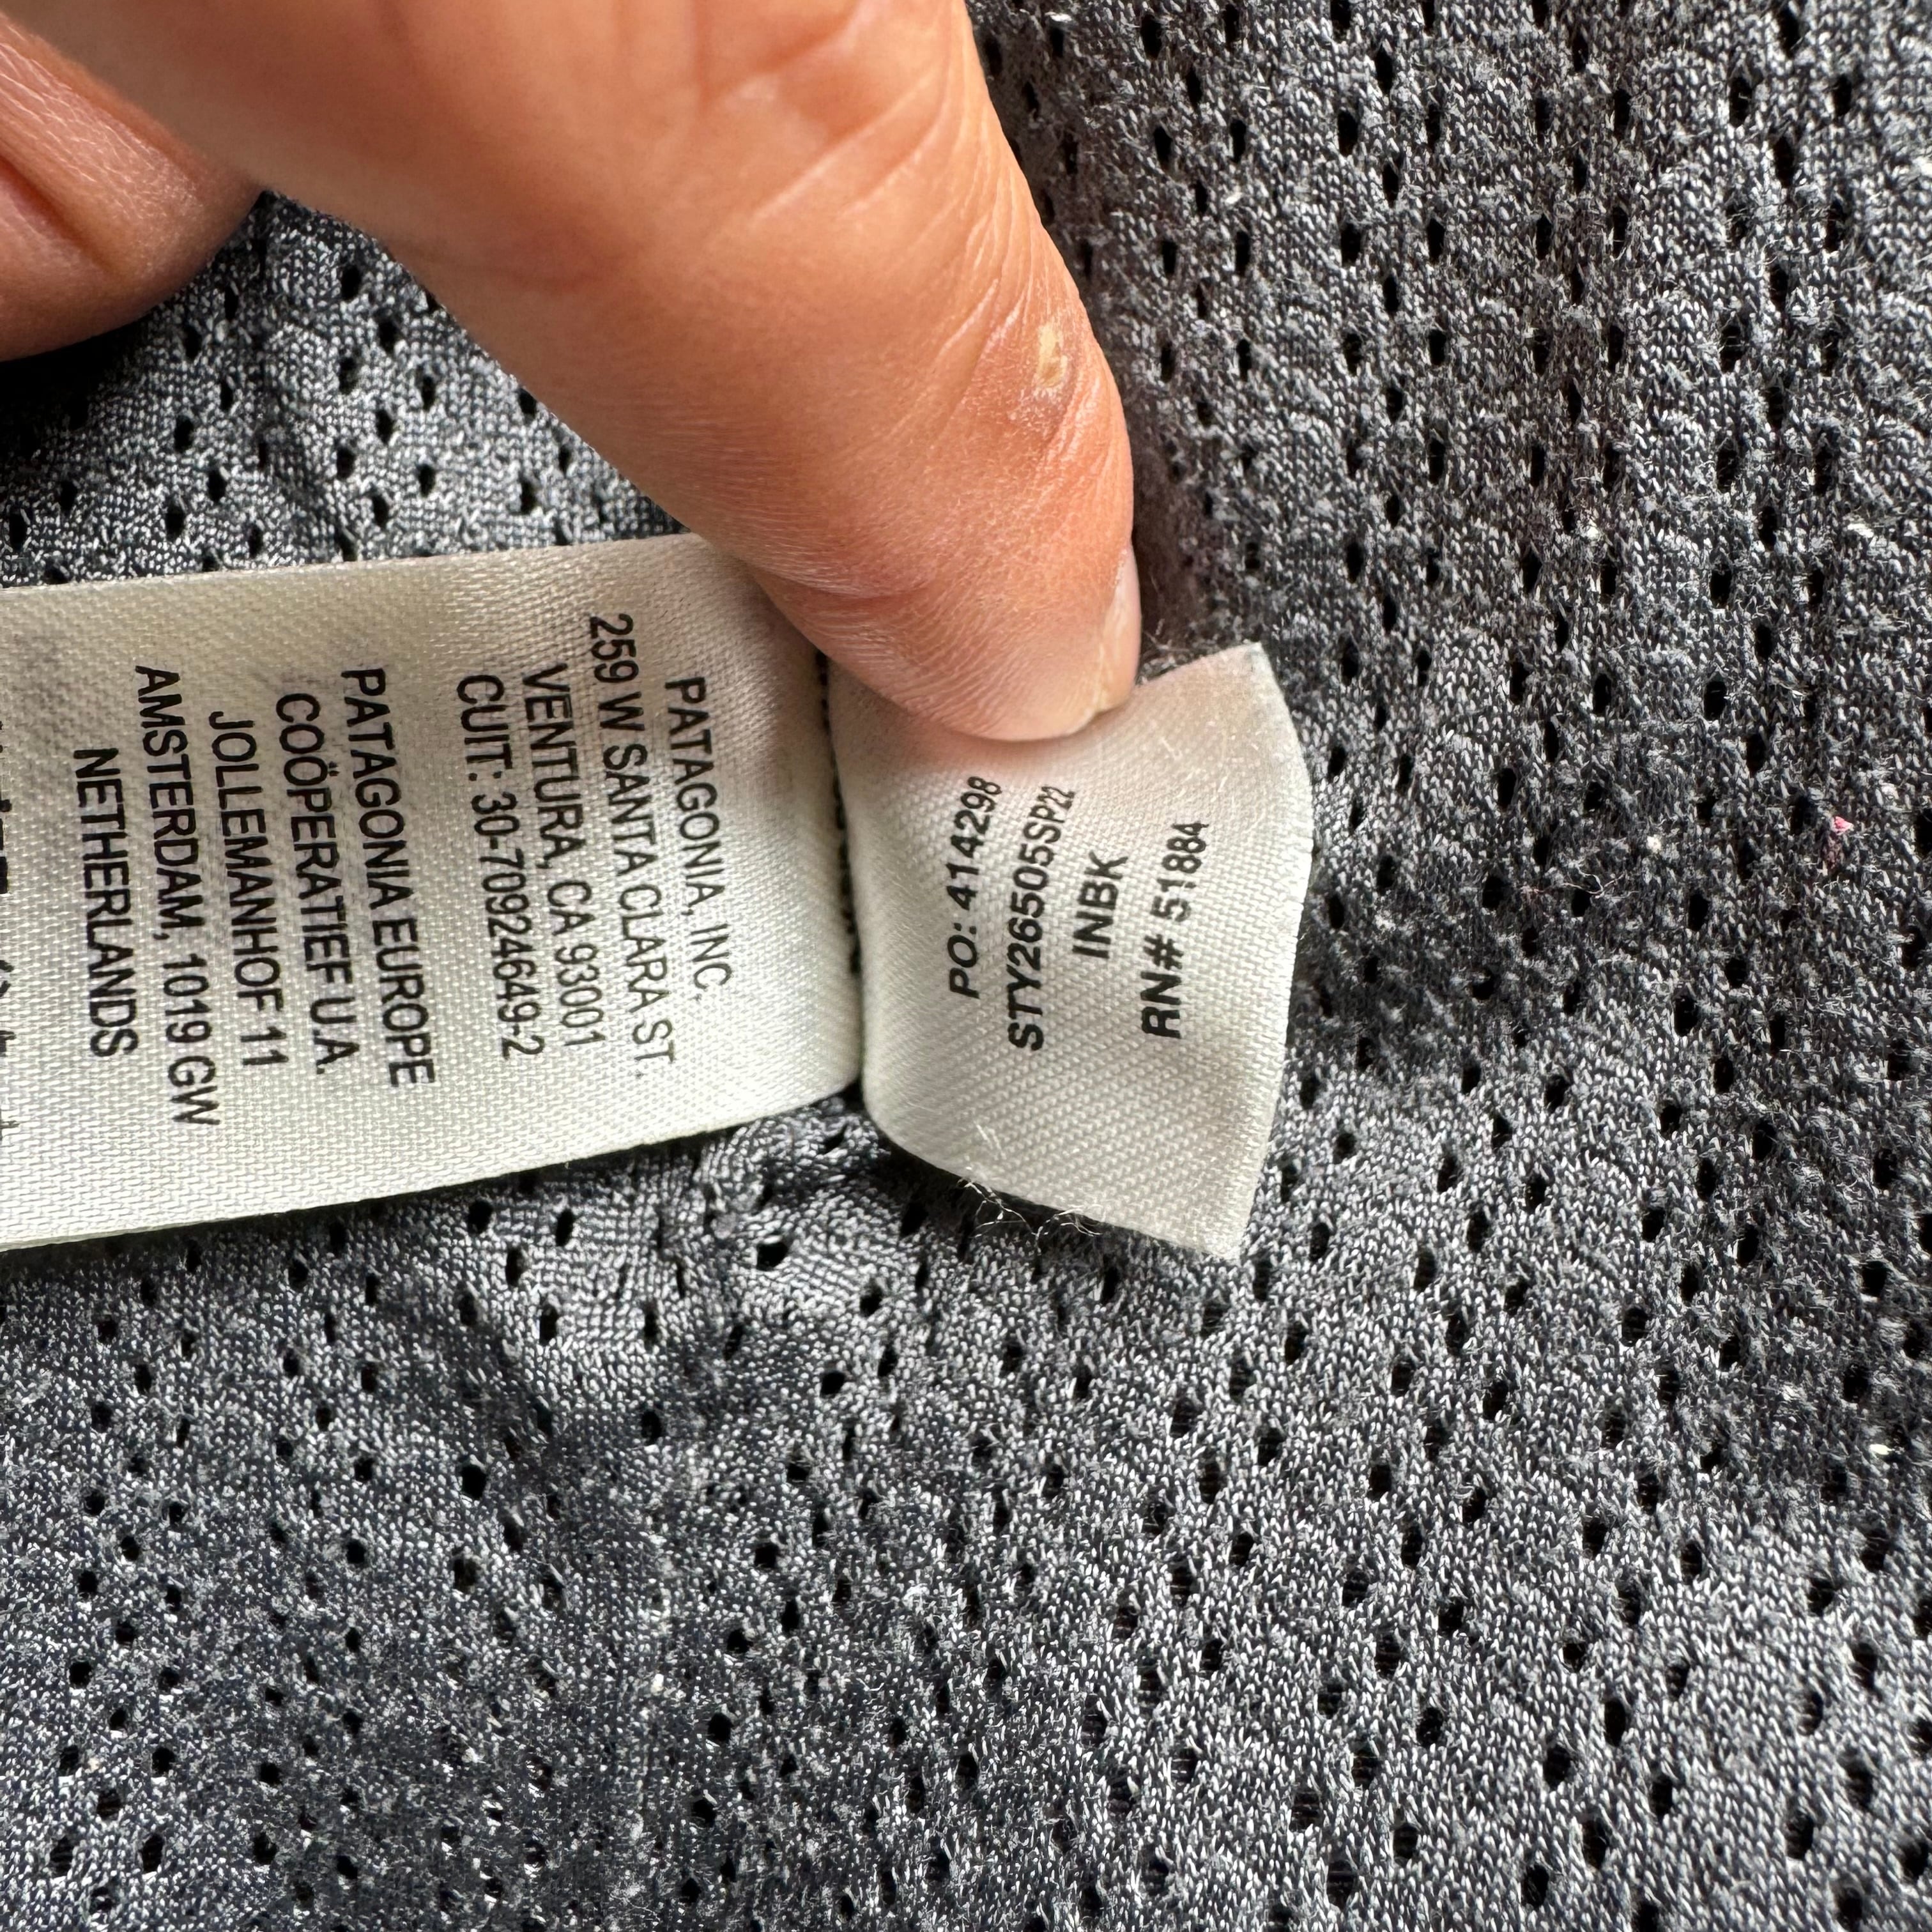 PATAGONIA, INC.
259 W SANTA CLARA ST.
VENTURA, CA 93001
CUIT: 30-70924649-2
PATAGONIA EUROPE
COÖPERATIEF U.A.
JOLLEMANHOF 11
AMSTERDAM, 1019 GW
NETHERLANDS
PO: 414298
STY26505SP22
INBK
RN# 51884